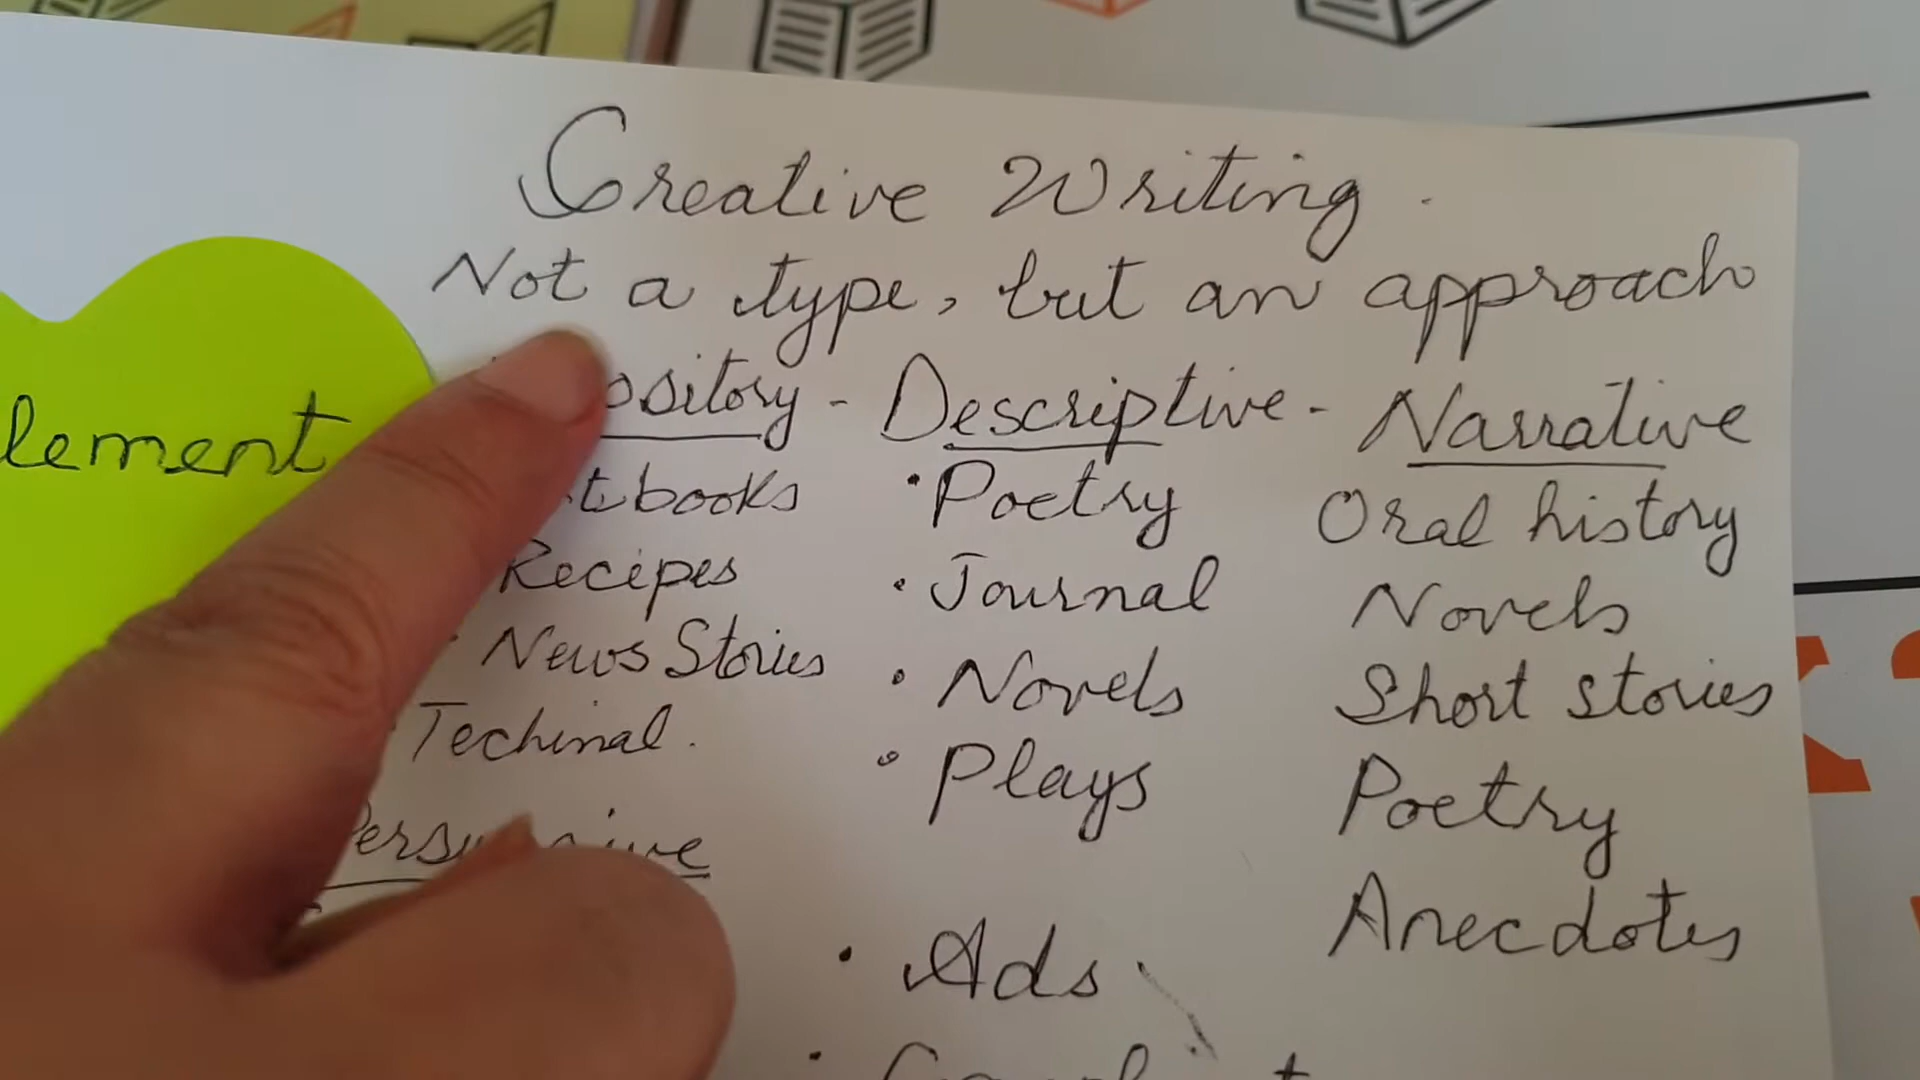 Creative Writing.
Not a type, but an approach
Descriptive - Narrative
lement
Poetry
Oral history
Recipes
Journal
Novels
News Stories
Novels
Short stories
Techinal.
Plays
Poetry
Anecdotes
Ads